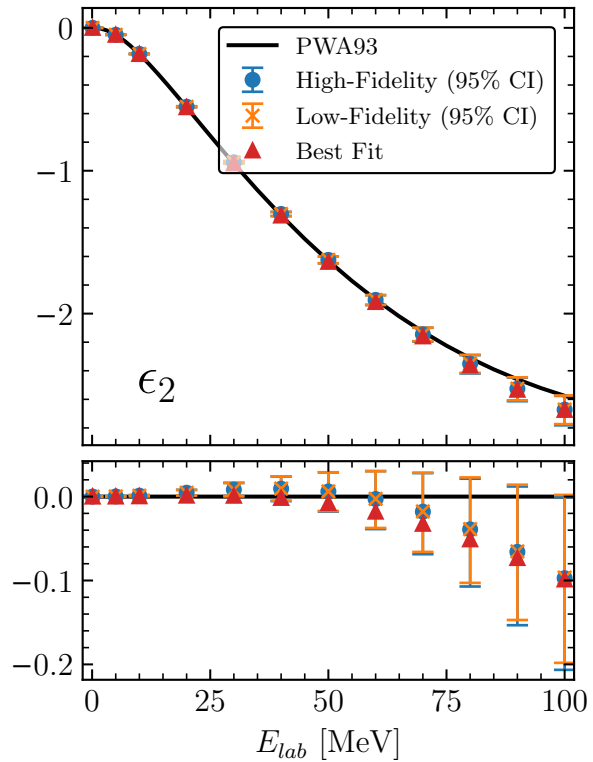 0
−1
−2
PWA93
High-Fidelity (95% CI)
Low-Fidelity (95% CI)
Best Fit
ϵ₂
0.0
−0.1
−0.2
0 25 50 75 100
E_lab [MeV]